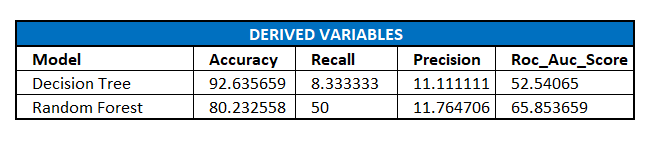 DERIVED VARIABLES
Model Accuracy Recall Precision Roc_Auc_Score
Decision Tree 92.635659 8.333333 11.111111 52.54065
Random Forest 80.232558 50 11.764706 65.853659